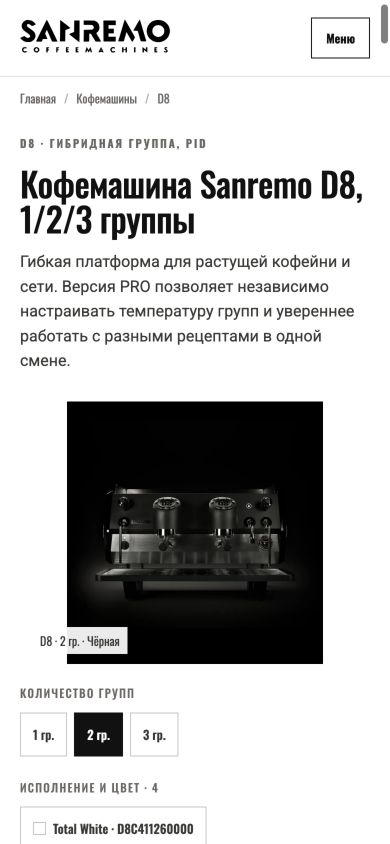 SANREMO
COFFEEMACHINES
Меню
Главная / Кофемашины / D8
D8 · ГИБРИДНАЯ ГРУППА, PID
Кофемашина Sanremo D8,
1/2/3 группы
Гибкая платформа для растущей кофейни и
сети. Версия PRO позволяет независимо
настраивать температуру групп и увереннее
работать с разными рецептами в одной
смене.
D8 · 2 гр. · Чёрная
КОЛИЧЕСТВО ГРУПП
1 гр. 2 гр. 3 гр.
ИСПОЛНЕНИЕ И ЦВЕТ · 4
Total White · D8C411260000